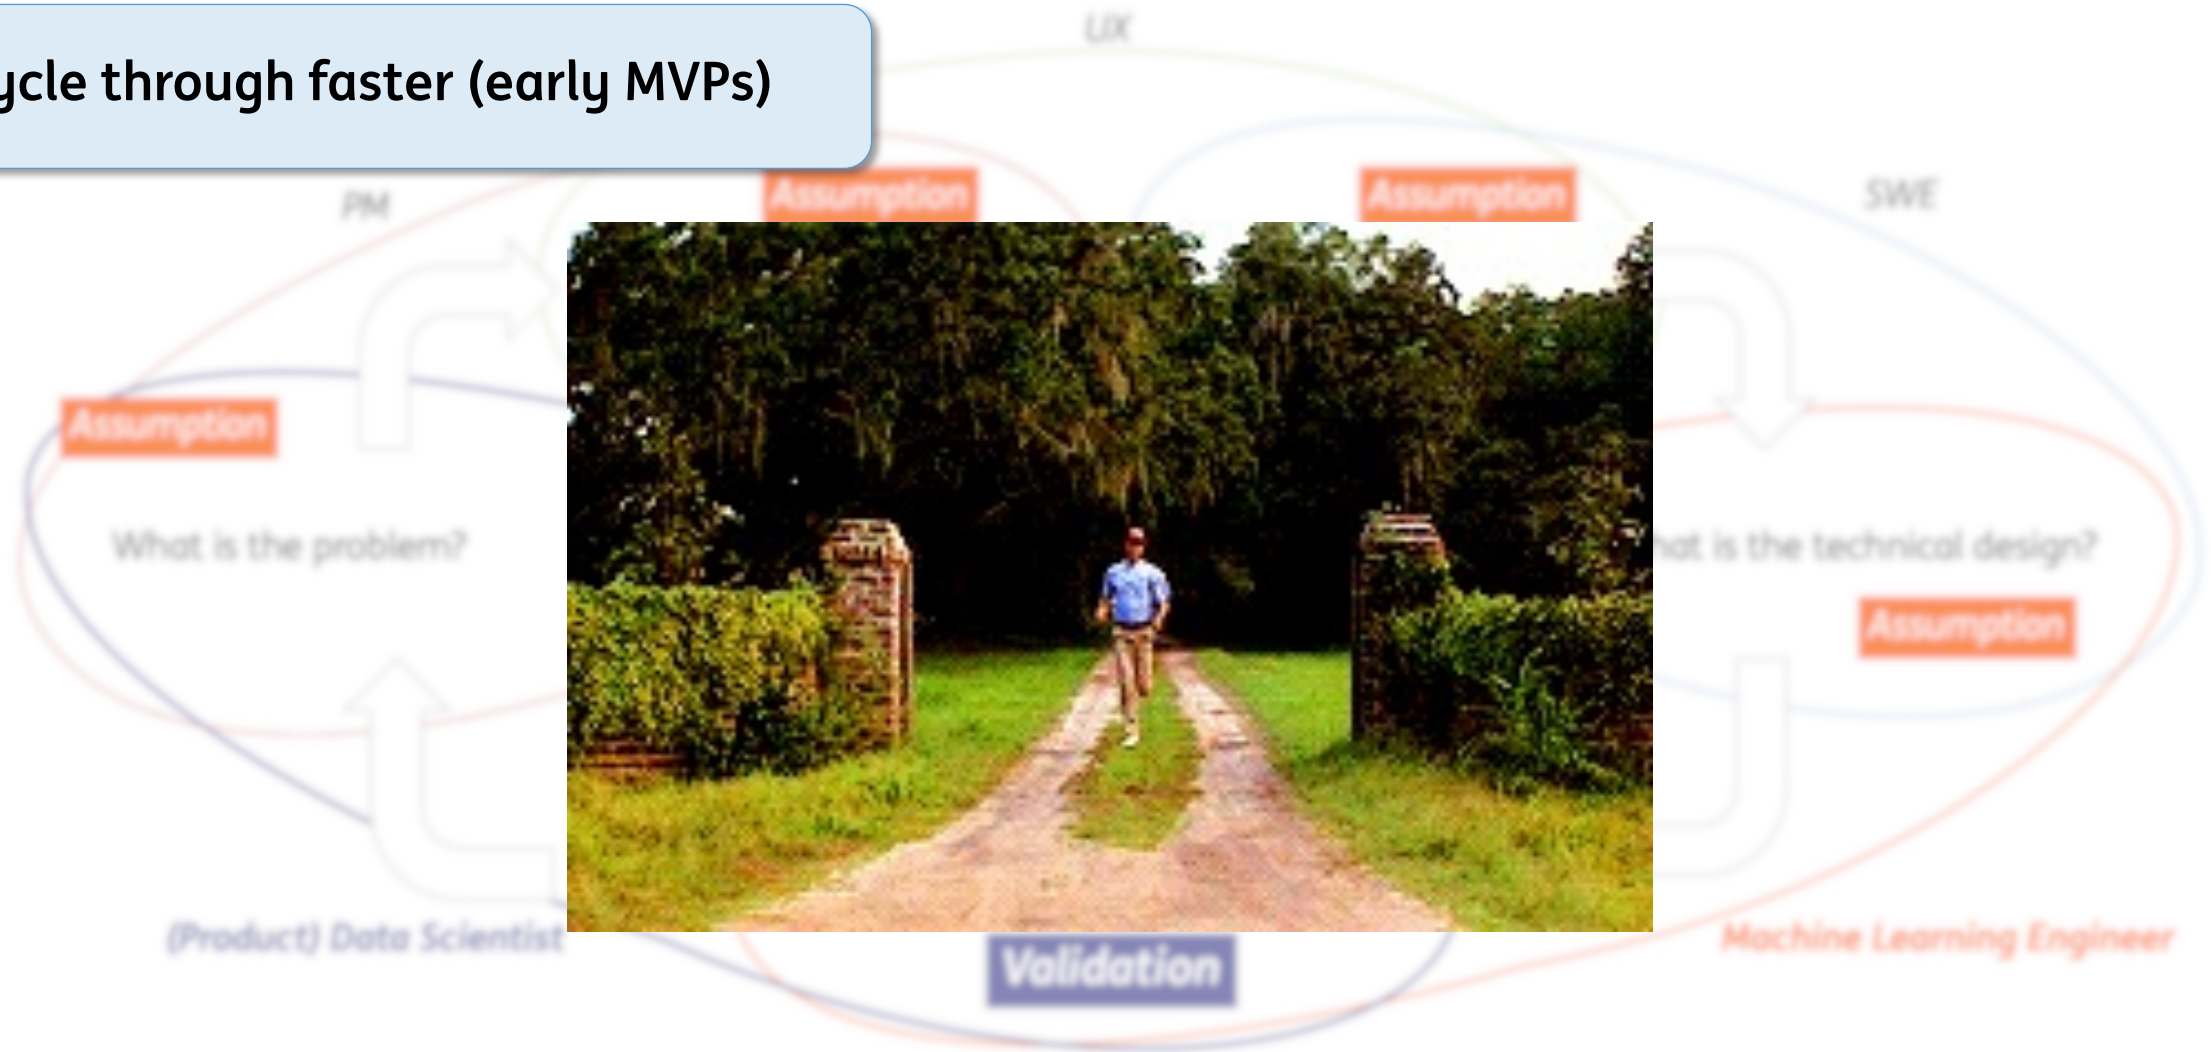 ycle through faster (early MVPs)
UX
PM
Assumption
Assumption
SWE
Assumption
What is the problem?
hat is the technical design?
Assumption
(Product) Data Scientist
Machine Learning Engineer
Validation